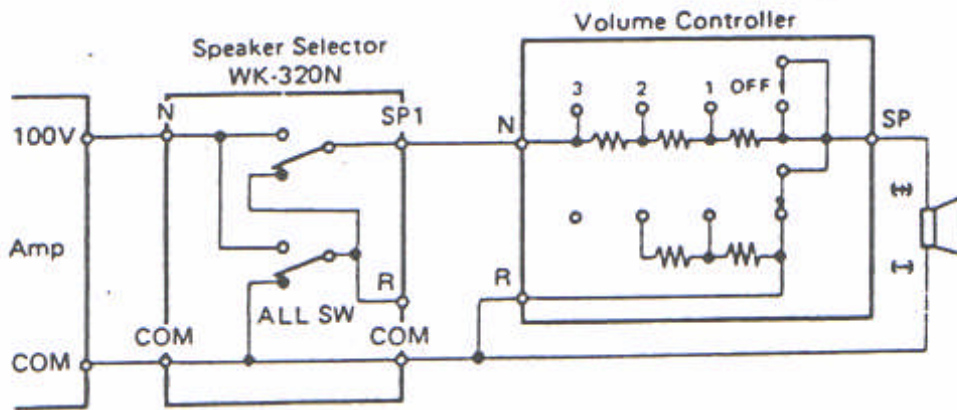 Volume Controller
Speaker Selector
WK-320N
3 2 1 OFF
N
SP1
N
SP
100V
(+)
Amp
(-)
R
R
ALL SW
COM
COM
COM